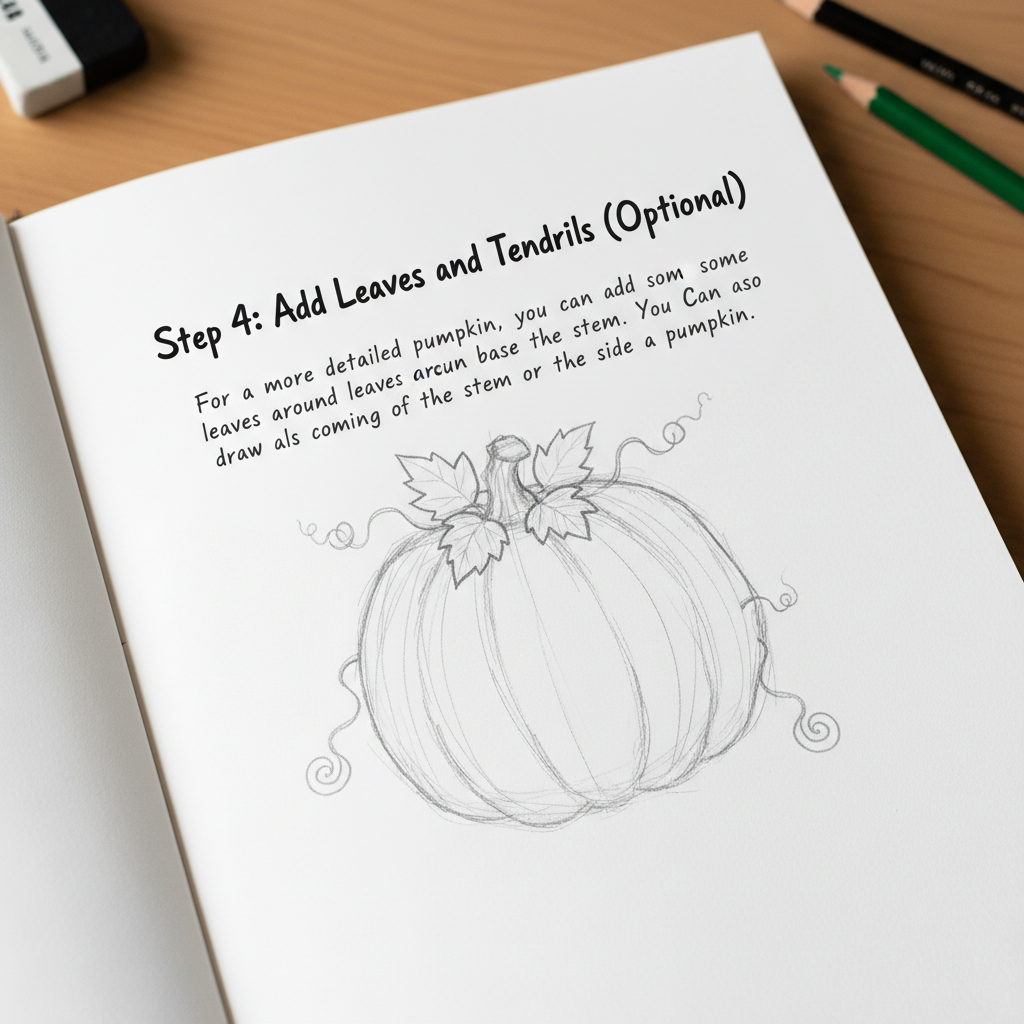 Step 4: Add Leaves and Tendrils (Optional)
For a more detailed pumpkin, you can add som some
leaves around leaves arcun base the stem. You Can aso
draw als coming of the stem or the side a pumpkin.